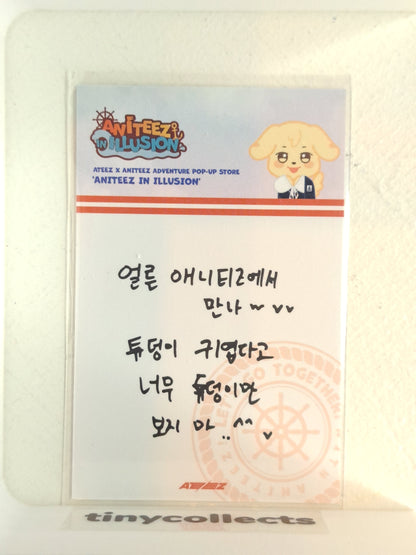 ANITEEZ
IN ILLUSION
ATEEZ X ANITEEZ ADVENTURE POP-UP STORE
'ANITEEZ IN ILLUSION'
얼른 애니티즈에서
만나 ~ ᵥᵥ
듀덩이 귀엽다고
너무 듀덩이만
보지 마 .. ^^ ᵥ
ATEEZ
tinycollects